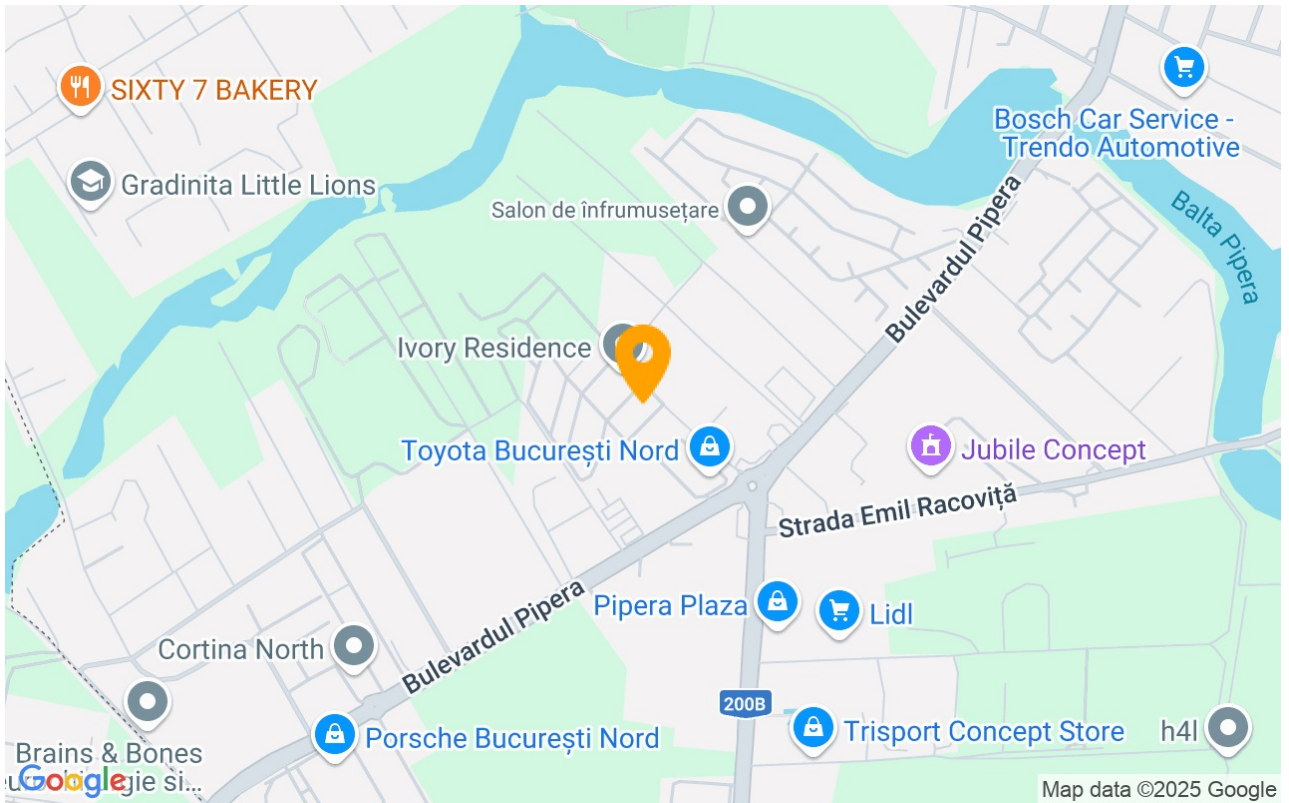 SIXTY 7 BAKERY
Bosch Car Service -
Trendo Automotive
Gradinita Little Lions
Salon de înfrumusețare
Balta Pipera
Bulevardul Pipera
Ivory Residence
Toyota București Nord
Jubile Concept
Strada Emil Racoviță
Pipera Plaza
Lidl
Bulevardul Pipera
Cortina North
200B
Trisport Concept Store
h4l
Porsche București Nord
Brains & Bones
gie si...
Google
Map data ©2025 Google